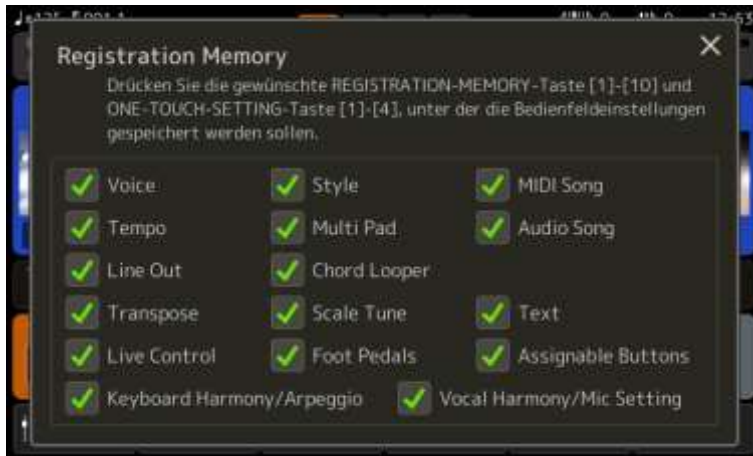 Registration Memory
Drücken Sie die gewünschte REGISTRATION-MEMORY-Taste [1]-[10] und
ONE-TOUCH-SETTING-Taste [1]-[4], unter der die Bedienfeldeinstellungen
gespeichert werden sollen.
Voice Style MIDI Song
Tempo Multi Pad Audio Song
Line Out Chord Looper
Transpose Scale Tune Text
Live Control Foot Pedals Assignable Buttons
Keyboard Harmony/Arpeggio Vocal Harmony/Mic Setting